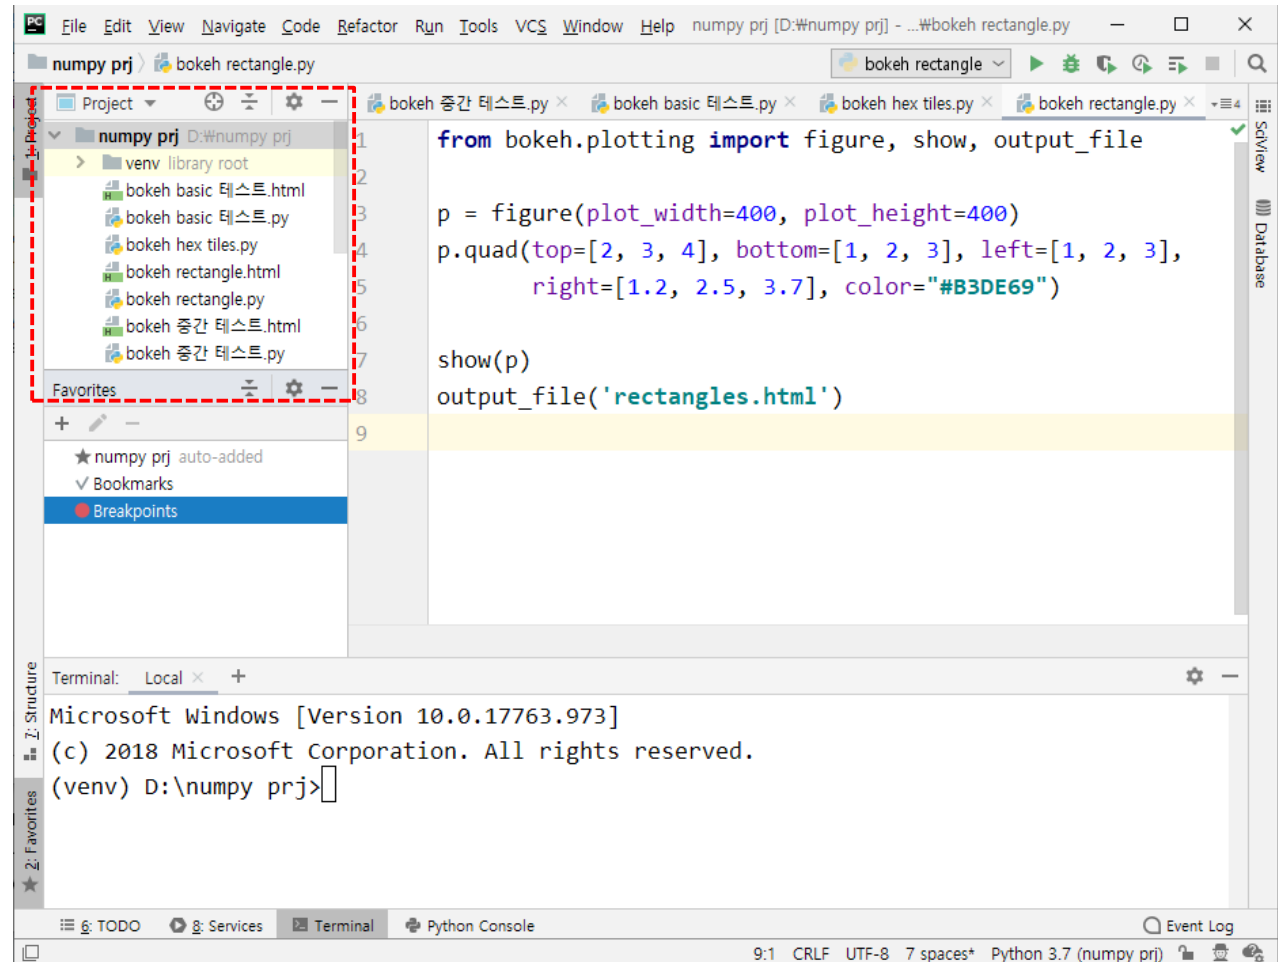 PC File Edit View Navigate Code Refactor Run Tools VCS Window Help numpy prj [D:₩numpy prj] - ...₩bokeh rectangle.py
numpy prj bokeh rectangle.py bokeh rectangle
1: Project
Project
numpy prj D:₩numpy prj
venv library root
bokeh basic 테스트.html
bokeh basic 테스트.py
bokeh hex tiles.py
bokeh rectangle.html
bokeh rectangle.py
bokeh 중간 테스트.html
bokeh 중간 테스트.py
Favorites
numpy prj auto-added
Bookmarks
Breakpoints
bokeh 중간 테스트.py bokeh basic 테스트.py bokeh hex tiles.py bokeh rectangle.py 4
1 from bokeh.plotting import figure, show, output_file
2
3 p = figure(plot_width=400, plot_height=400)
4 p.quad(top=[2, 3, 4], bottom=[1, 2, 3], left=[1, 2, 3],
5 right=[1.2, 2.5, 3.7], color="#B3DE69")
6
7 show(p)
8 output_file('rectangles.html')
9
SciView
Database
7: Structure
2: Favorites
Terminal: Local
Microsoft Windows [Version 10.0.17763.973]
(c) 2018 Microsoft Corporation. All rights reserved.
(venv) D:\numpy prj>
6: TODO 8: Services Terminal Python Console Event Log
9:1 CRLF UTF-8 7 spaces* Python 3.7 (numpy prj)